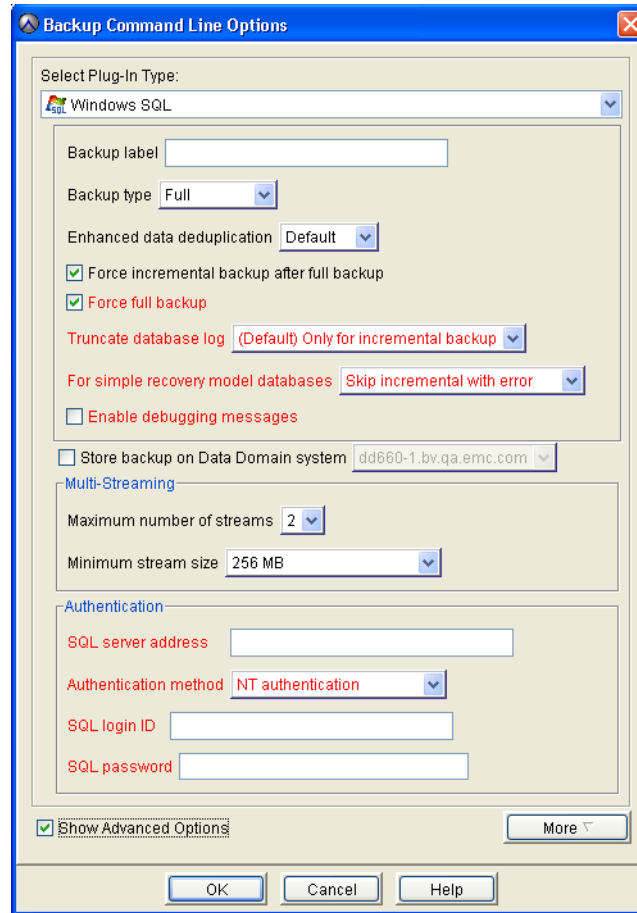 Backup Command Line Options
Select Plug-In Type:
SQL Windows SQL
Backup label
Backup type Full
Enhanced data deduplication Default
Force incremental backup after full backup
Force full backup
Truncate database log (Default) Only for incremental backup
For simple recovery model databases Skip incremental with error
Enable debugging messages
Store backup on Data Domain system dd660-1.bv.qa.emc.com
Multi-Streaming
Maximum number of streams 2
Minimum stream size 256 MB
Authentication
SQL server address
Authentication method NT authentication
SQL login ID
SQL password
Show Advanced Options More
OK Cancel Help